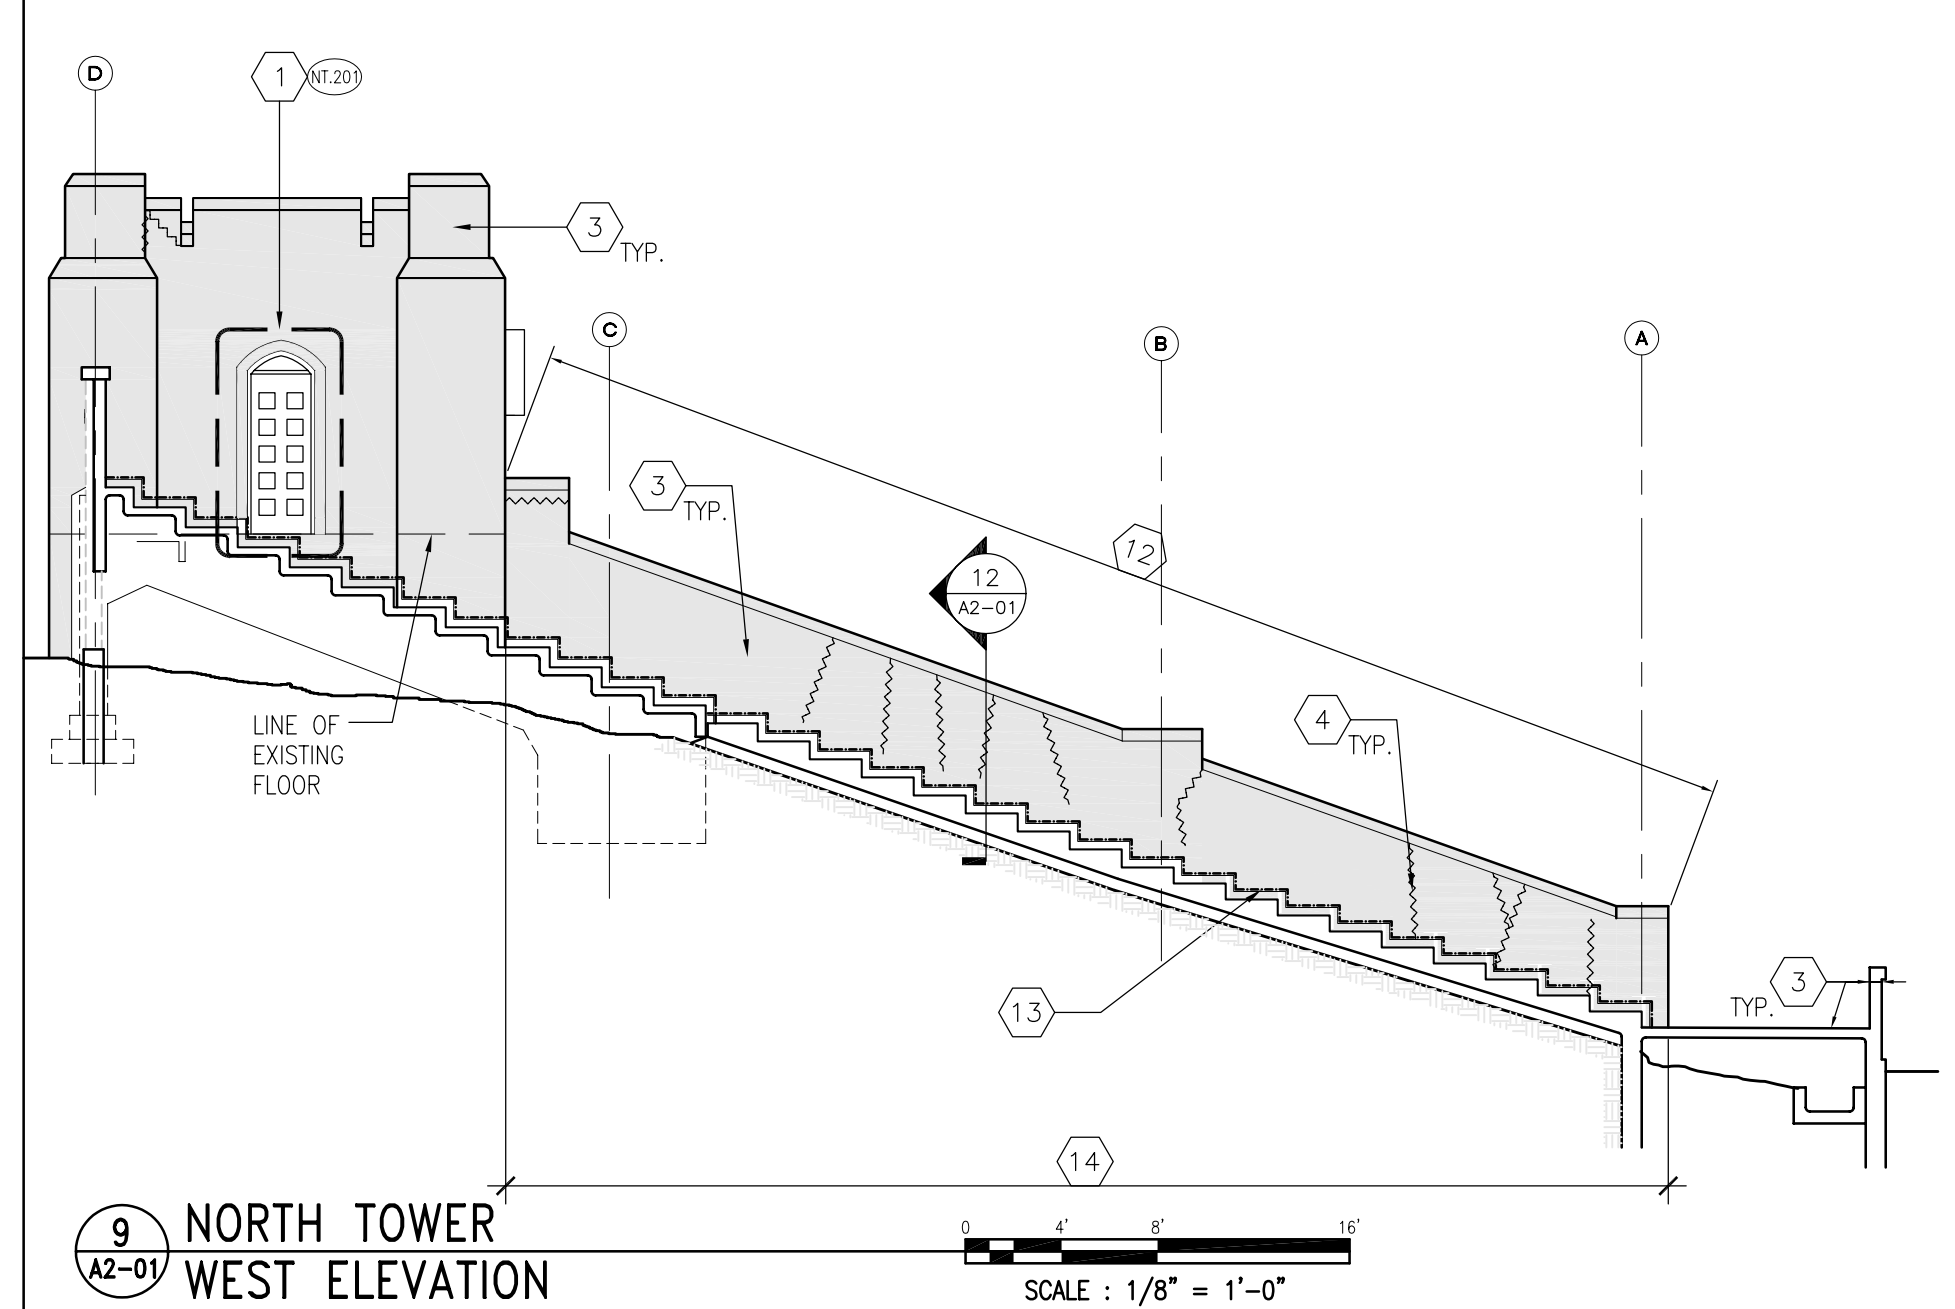 D
1
NT.201
3
TYP.
C
B
A
3
TYP.
12
12
A2-01
4
TYP.
LINE OF
EXISTING
FLOOR
13
3
TYP.
14
9
A2-01
NORTH TOWER
WEST ELEVATION
0 4' 8' 16'
SCALE : 1/8" = 1'-0"